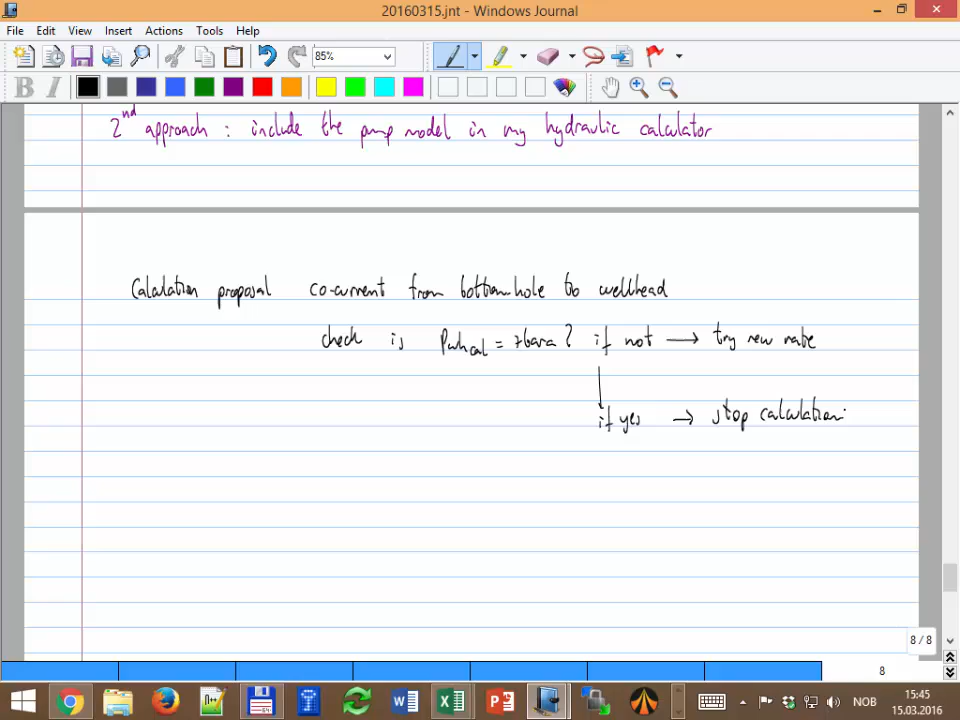 20160315.jnt - Windows Journal
File Edit View Insert Actions Tools Help
85%
B I
2nd approach : include the pump model in my hydraulic calculator
Calculation proposal co-current from bottomhole to wellhead
check is Pwhcal = 7bara? if not → try new rate
if yes → stop calculation
8 / 8
8
NOB
15:45
15.03.2016